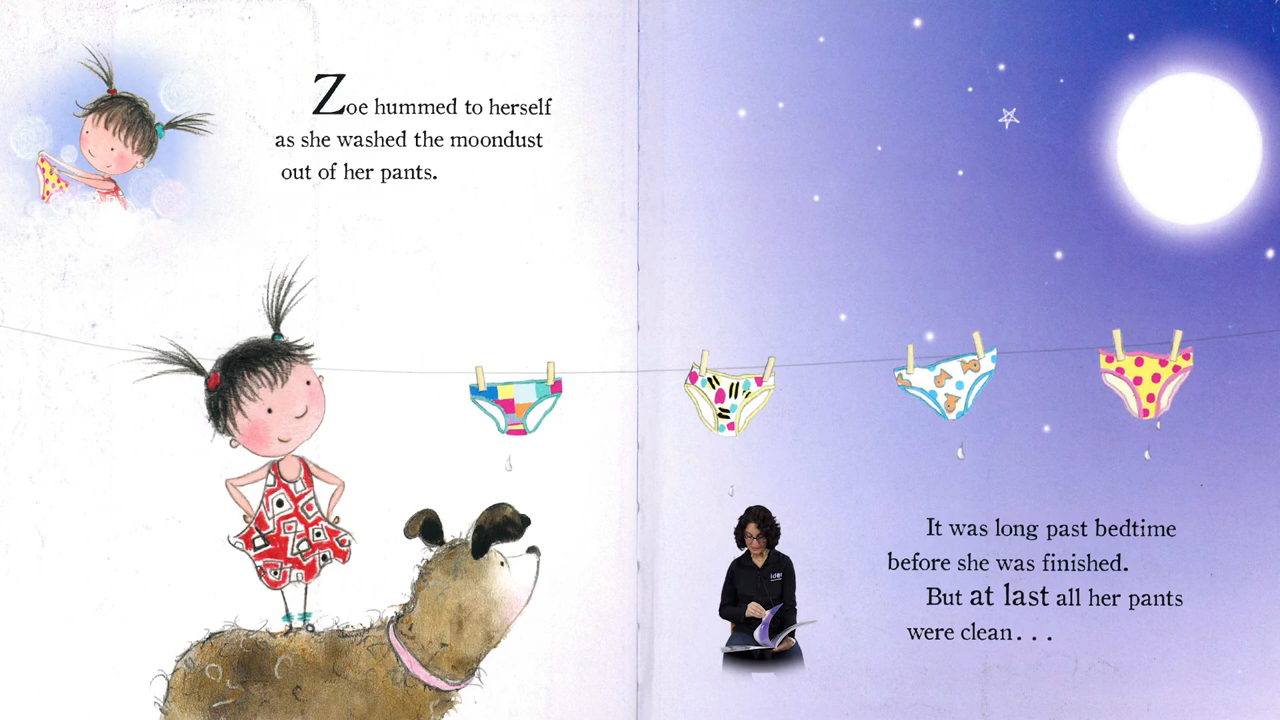 Zoe hummed to herself
as she washed the moondust
out of her pants.
It was long past bedtime
before she was finished.
But at last all her pants
were clean...